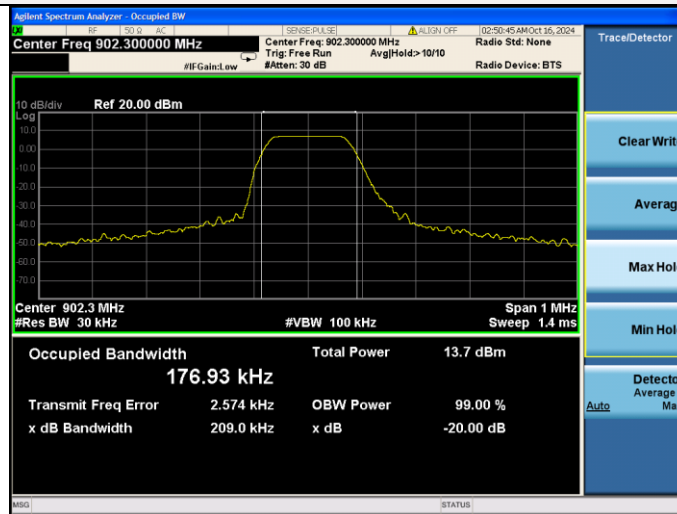 Agilent Spectrum Analyzer - Occupied BW
RF 50 Ω AC SENSE:PULSE ALIGN OFF 02:50:45 AM Oct 16, 2024
Center Freq 902.300000 MHz Center Freq: 902.300000 MHz Radio Std: None Trace/Detector
Trig: Free Run Avg|Hold:> 10/10
#IFGain:Low #Atten: 30 dB Radio Device: BTS
10 dB/div Ref 20.00 dBm
Log
10.0
0.00
-10.0
-20.0
-30.0
-40.0
-50.0
-60.0
-70.0
Clear Writ
Averag
Max Hol
Min Hol
Center 902.3 MHz Span 1 MHz
#Res BW 30 kHz #VBW 100 kHz Sweep 1.4 ms
Occupied Bandwidth Total Power 13.7 dBm
176.93 kHz
Transmit Freq Error 2.574 kHz OBW Power 99.00 %
x dB Bandwidth 209.0 kHz x dB -20.00 dB
Detecto
Average
Auto Ma
MSG STATUS